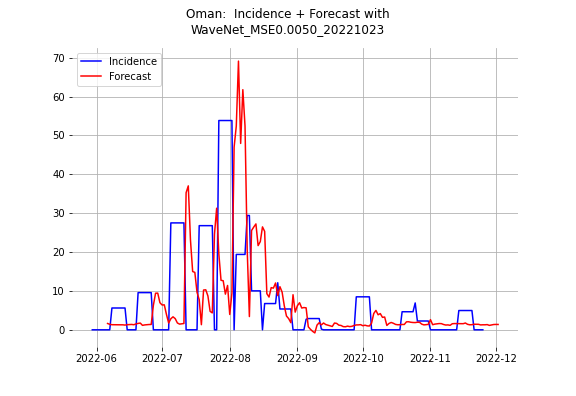 Oman:  Incidence + Forecast with
WaveNet_MSE0.0050_20221023
Incidence
Forecast
70
60
50
40
30
20
10
0
2022-06 2022-07 2022-08 2022-09 2022-10 2022-11 2022-12